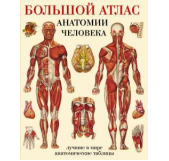 БОЛЬШОЙ АТЛАС
АНАТОМИИ
ЧЕЛОВЕКА
лучшие в мире
анатомические таблицы